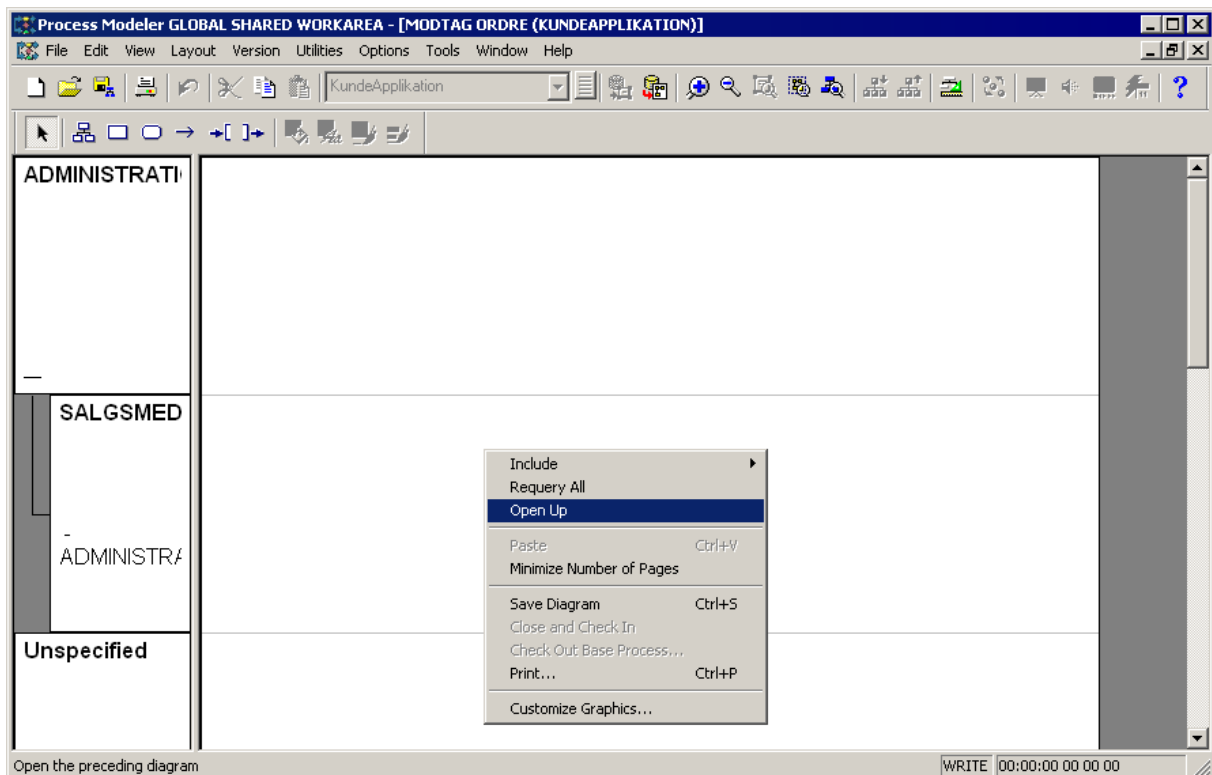 Process Modeler GLOBAL SHARED WORKAREA - [MODTAG ORDRE (KUNDEAPPLIKATION)]
File Edit View Layout Version Utilities Options Tools Window Help
KundeApplikation
ADMINISTRATI
SALGSMED
ADMINISTRA
Unspecified
Include
Requery All
Open Up
Paste Ctrl+V
Minimize Number of Pages
Save Diagram Ctrl+S
Close and Check In
Check Out Base Process...
Print... Ctrl+P
Customize Graphics...
Open the preceding diagram WRITE 00:00:00 00 00 00